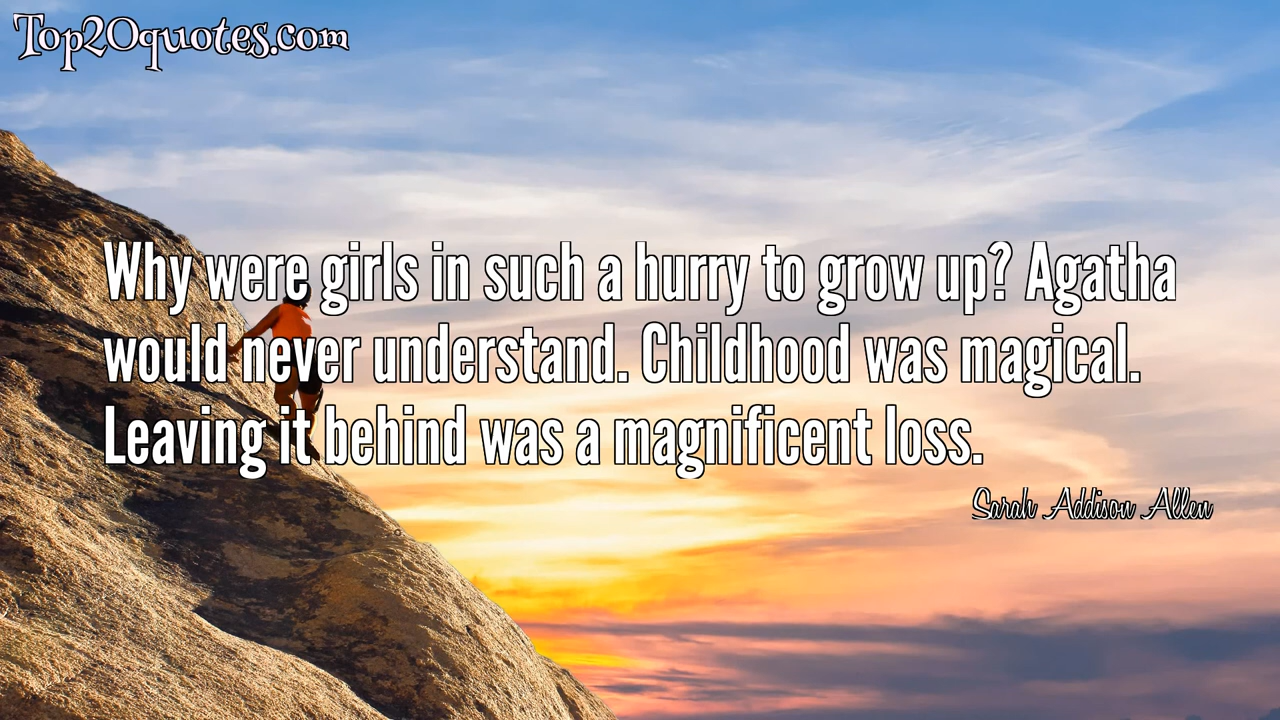 Top20quotes.com
Why were girls in such a hurry to grow up? Agatha
would never understand. Childhood was magical.
Leaving it behind was a magnificent loss.
Sarah Addison Allen